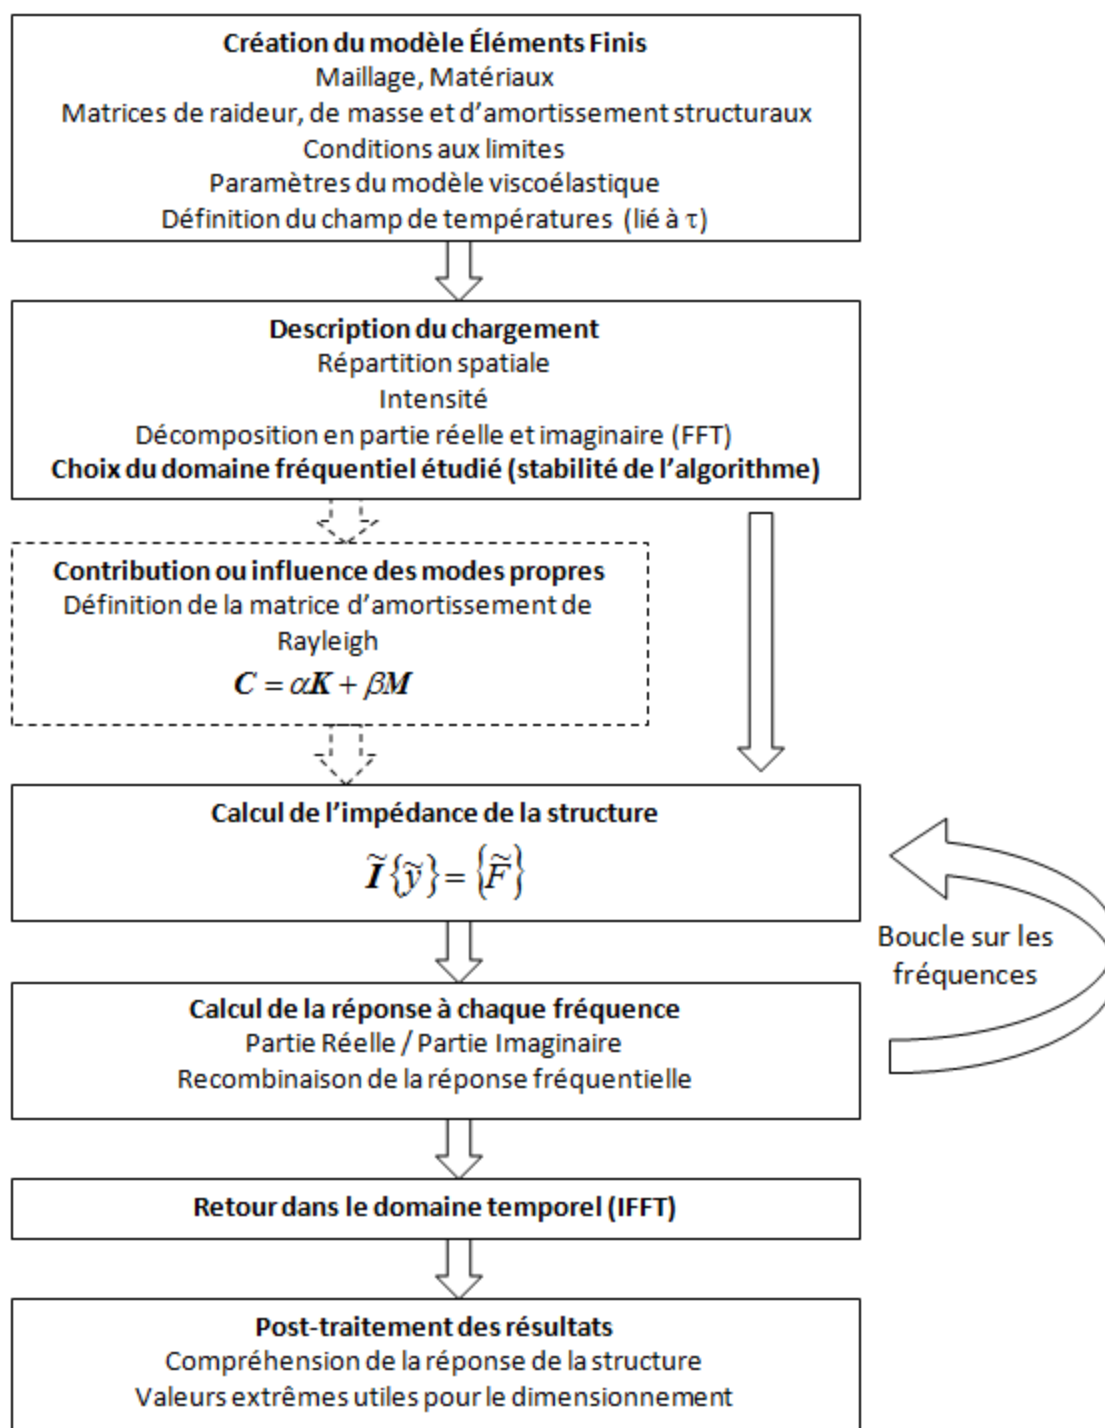 Création du modèle Éléments Finis
Maillage, Matériaux
Matrices de raideur, de masse et d’amortissement structuraux
Conditions aux limites
Paramètres du modèle viscoélastique
Définition du champ de températures (lié à τ)
Description du chargement
Répartition spatiale
Intensité
Décomposition en partie réelle et imaginaire (FFT)
Choix du domaine fréquentiel étudié (stabilité de l’algorithme)
Contribution ou influence des modes propres
Définition de la matrice d’amortissement de
Rayleigh
C = αK + βM
Calcul de l’impédance de la structure
Ĩ{ỹ} = {F̃}
Boucle sur les
fréquences
Calcul de la réponse à chaque fréquence
Partie Réelle / Partie Imaginaire
Recombinaison de la réponse fréquentielle
Retour dans le domaine temporel (IFFT)
Post-traitement des résultats
Compréhension de la réponse de la structure
Valeurs extrêmes utiles pour le dimensionnement